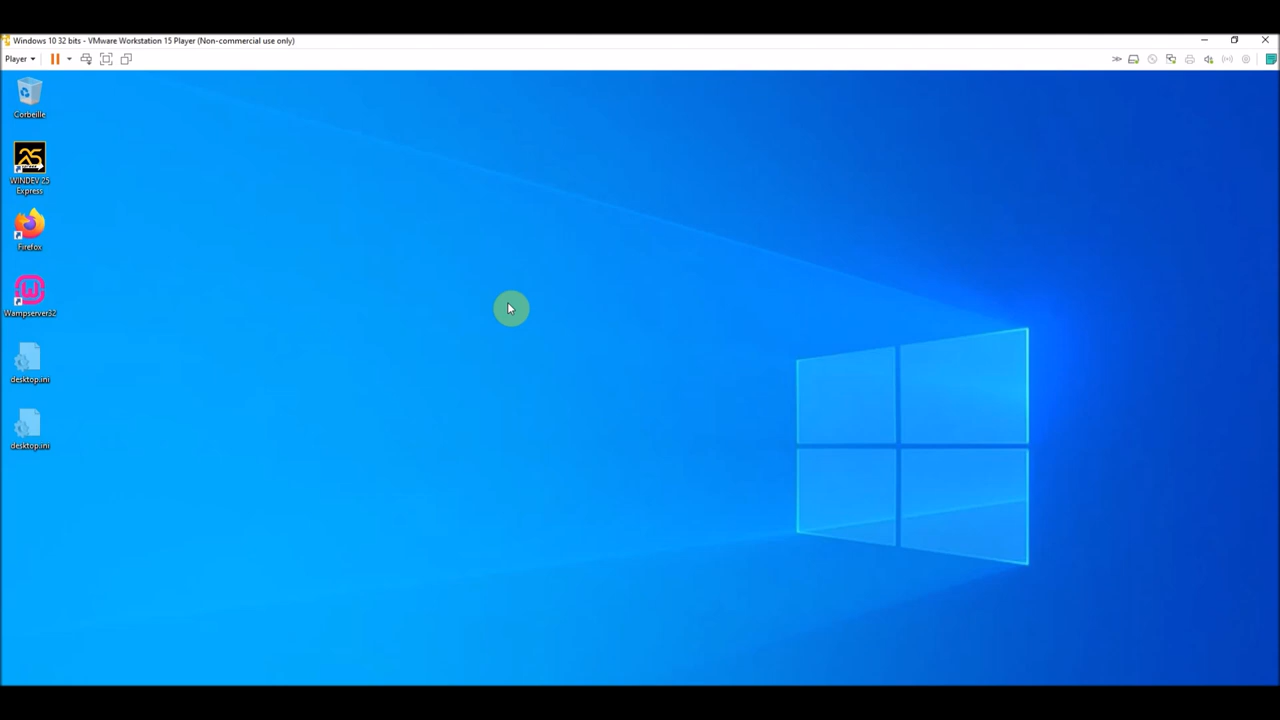 Windows 10 32 bits - VMware Workstation 15 Player (Non-commercial use only)
Player
Corbeille
25
WINDEV 25
Express
Firefox
W
Wampserver32
desktop.ini
desktop.ini